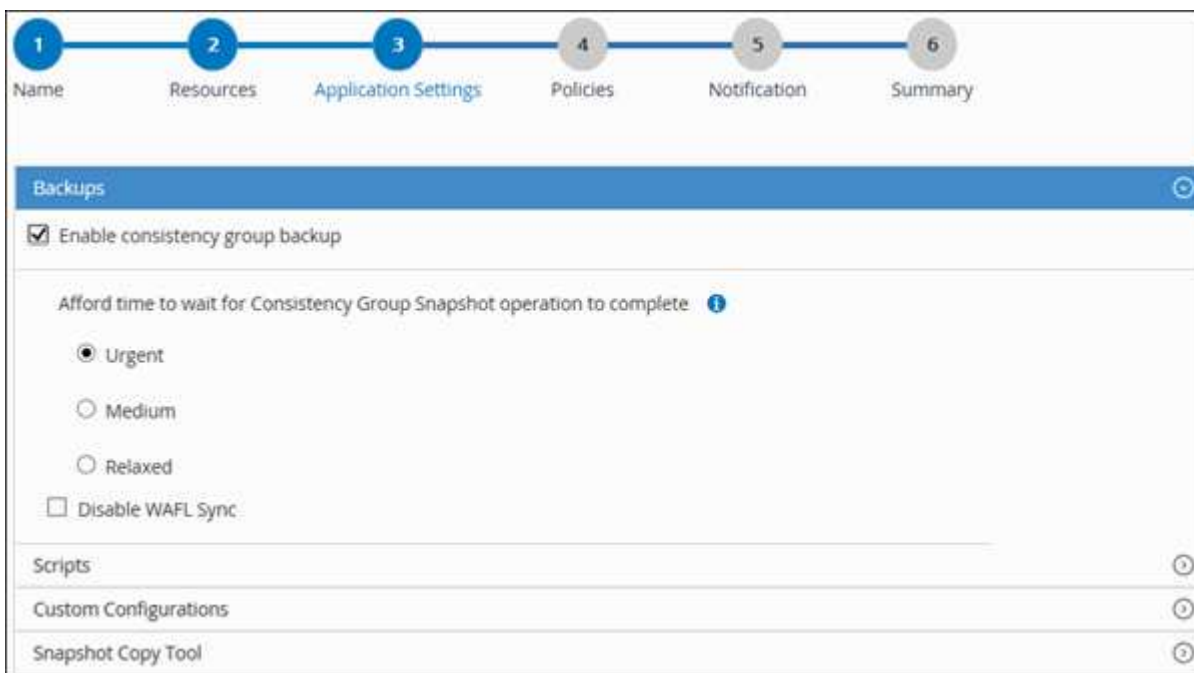 1 2 3 4 5 6
Name Resources Application Settings Policies Notification Summary
Backups
Enable consistency group backup
Afford time to wait for Consistency Group Snapshot operation to complete
Urgent
Medium
Relaxed
Disable WAFL Sync
Scripts
Custom Configurations
Snapshot Copy Tool